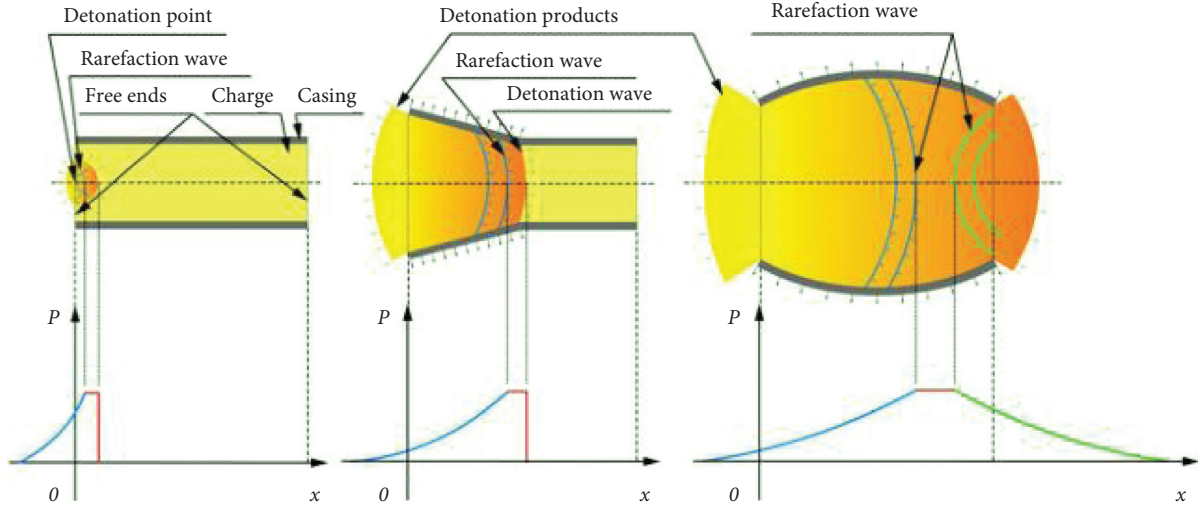 Detonation point
Rarefaction wave
Free ends
Charge
Casing
Detonation products
Rarefaction wave
Detonation wave
Rarefaction wave
P
0
x
P
0
x
P
0
x